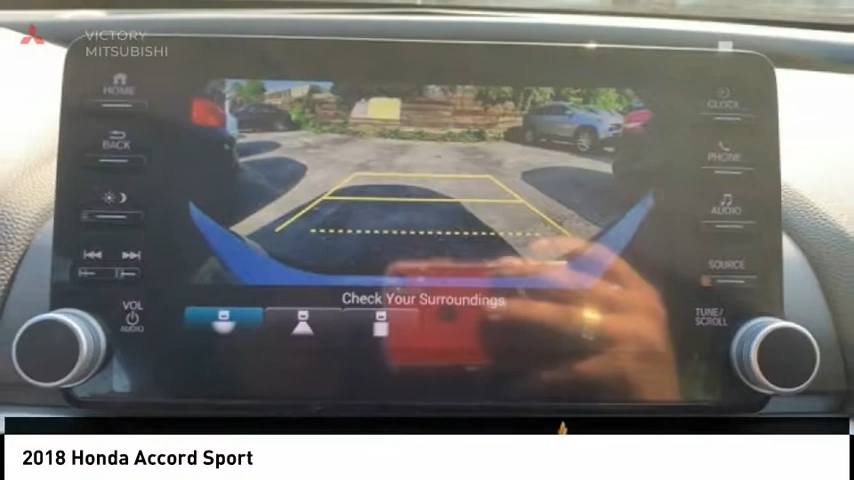 VICTORY
MITSUBISHI
HOME
BACK
VOL
AUDIO
CLOCK
PHONE
AUDIO
SOURCE
TUNE/
SCROLL
Check Your Surroundings
2018 Honda Accord Sport